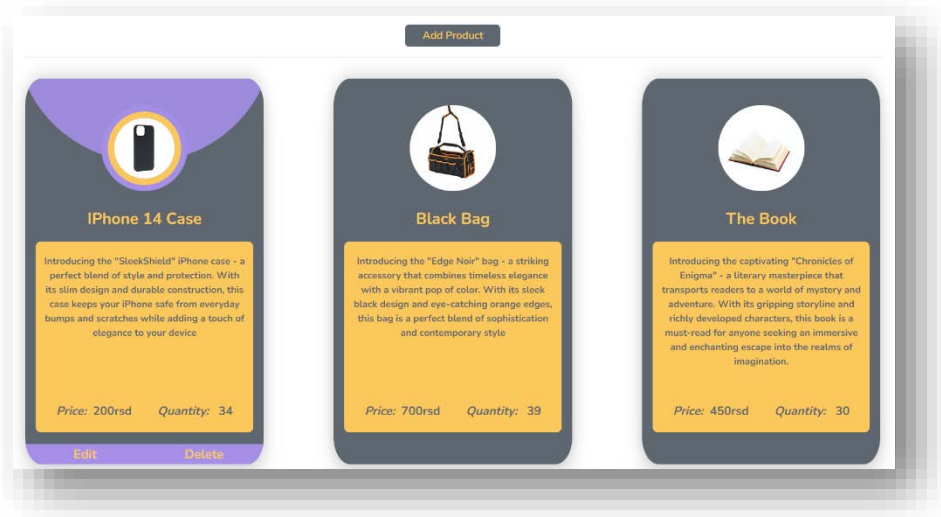 Add Product
IPhone 14 Case
Introducing the "SleekShield" iPhone case - a
perfect blend of style and protection. With
its slim design and durable construction, this
case keeps your iPhone safe from everyday
bumps and scratches while adding a touch of
elegance to your device
Price: 200rsd Quantity: 34
Edit Delete
Black Bag
Introducing the "Edge Noir" bag - a striking
accessory that combines timeless elegance
with a vibrant pop of color. With its sleek
black design and eye-catching orange edges,
this bag is a perfect blend of sophistication
and contemporary style
Price: 700rsd Quantity: 39
The Book
Introducing the captivating "Chronicles of
Enigma" - a literary masterpiece that
transports readers to a world of mystery and
adventure. With its gripping storyline and
richly developed characters, this book is a
must-read for anyone seeking an immersive
and enchanting escape into the realms of
imagination.
Price: 450rsd Quantity: 30